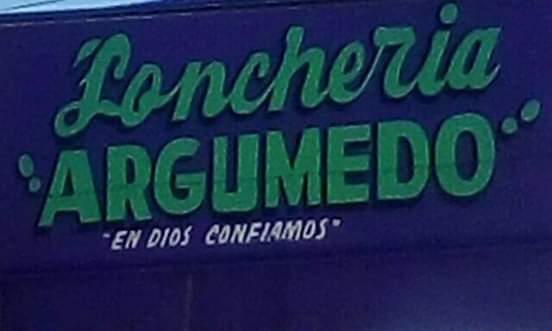 Loncheria
"ARGUMEDO"
"EN DIOS CONFIAMOS"